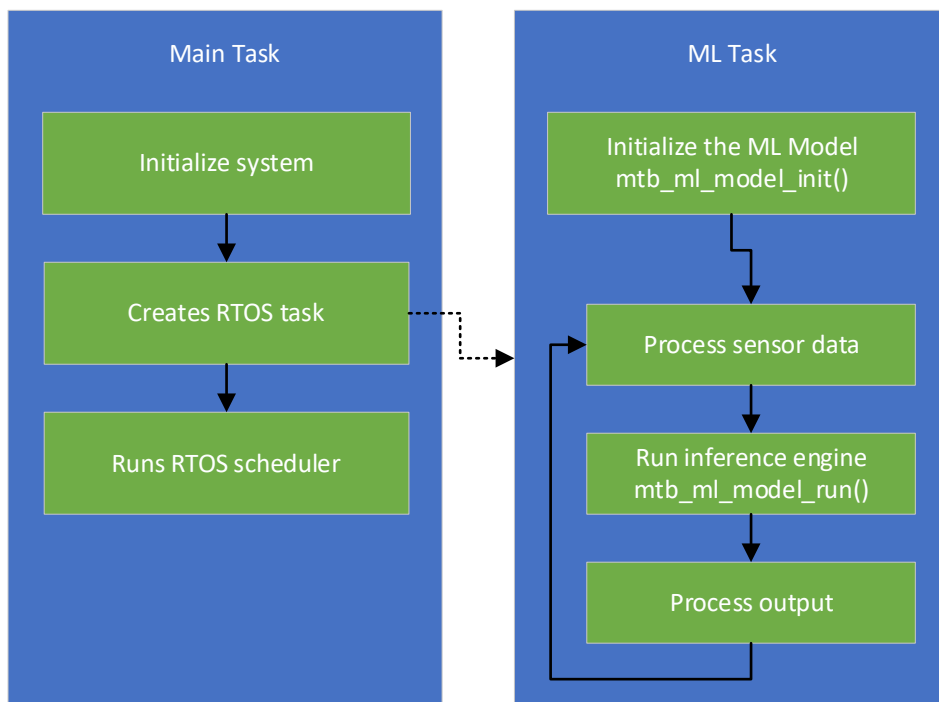 Main Task
Initialize system
Creates RTOS task
Runs RTOS scheduler
ML Task
Initialize the ML Model
mtb_ml_model_init()
Process sensor data
Run inference engine
mtb_ml_model_run()
Process output